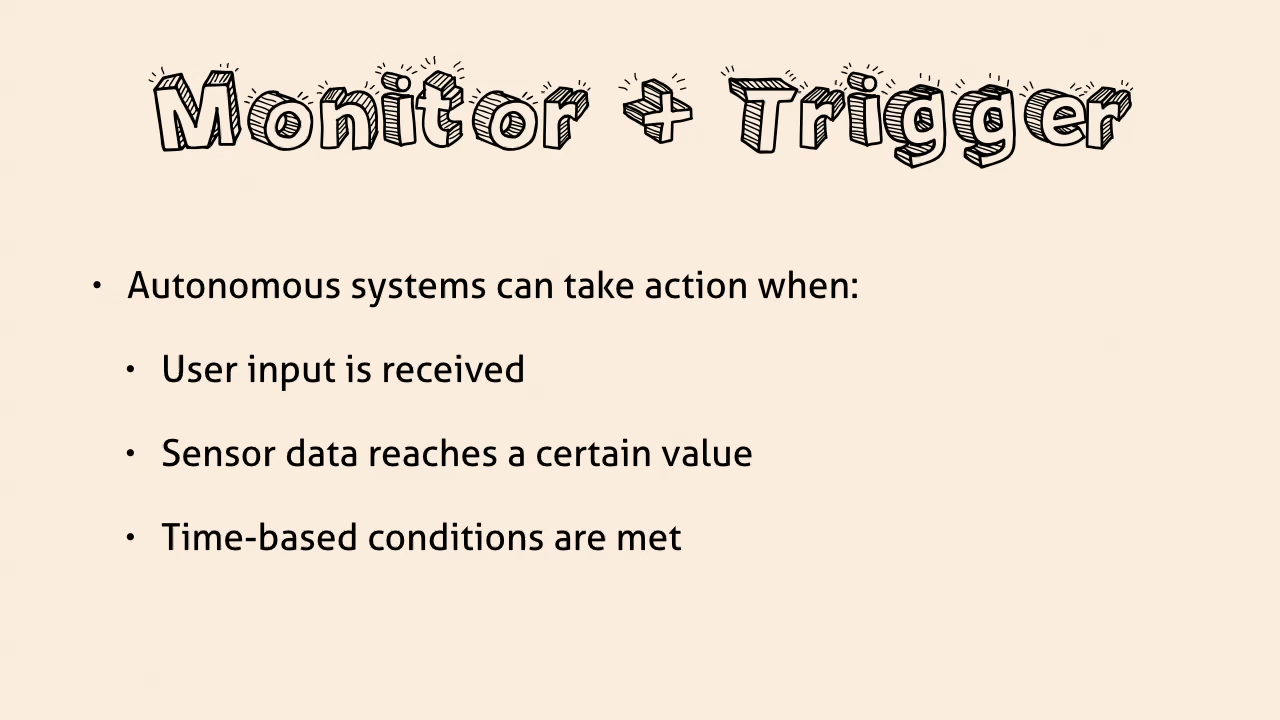 Monitor + Trigger
• Autonomous systems can take action when:
• User input is received
• Sensor data reaches a certain value
• Time-based conditions are met